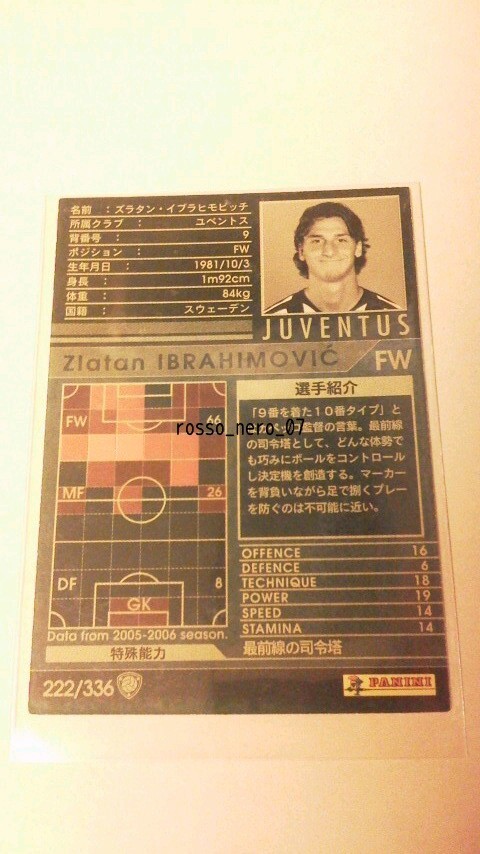 名前 ： ズラタン・イブラヒモビッチ
所属クラブ ： ユベントス
背番号 ： 9
ポジション ： FW
生年月日 ： 1981/10/3
身長 ： 1m92cm
体重 ： 84kg
国籍 ： スウェーデン
JUVENTUS
Zlatan IBRAHIMOVIĆ FW
選手紹介
「9番を着た10番タイプ」と
監督の言葉。最前線
の司令塔として、どんな体勢で
も巧みにボールをコントロール
し決定機を創造する。マーカー
を背負いながら足で捌くプレー
を防ぐのは不可能に近い。
FW 66
rosso_nero_07
MF 26
DF 8
GK
OFFENCE 16
DEFENCE 6
TECHNIQUE 18
POWER 19
SPEED 14
STAMINA 14
Data from 2005-2006 season.
特殊能力 最前線の司令塔
222/336
PANINI